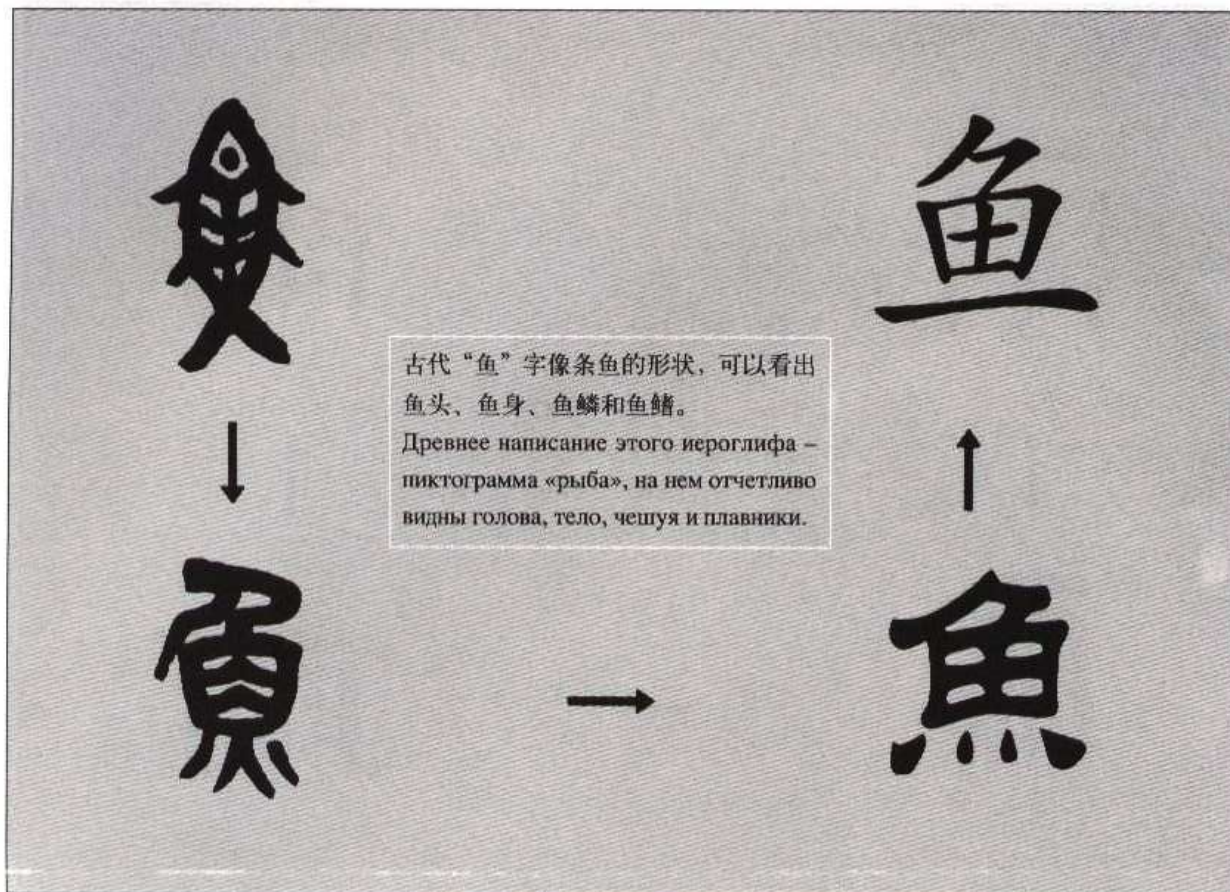 鱼
古代“鱼”字像条鱼的形状，可以看出
鱼头、鱼身、鱼鳞和鱼鳍。
Древнее написание этого иероглифа –
пиктограмма «рыба», на нем отчетливо
видны голова, тело, чешуя и плавники.
魚